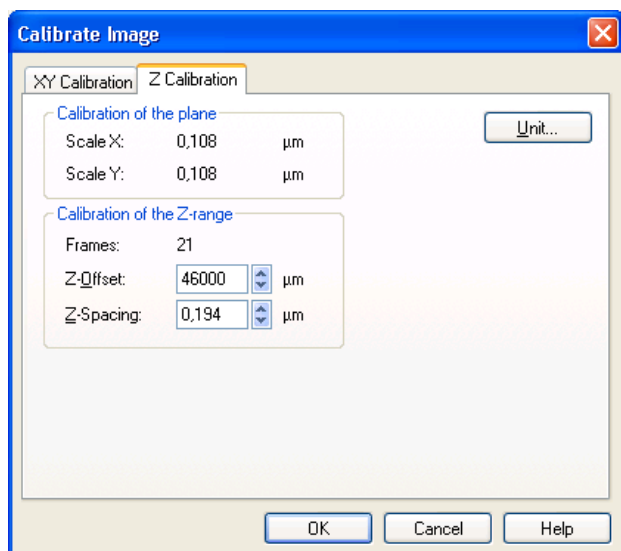 Calibrate Image
XY Calibration Z Calibration
Calibration of the plane
Scale X: 0,108 µm
Unit...
Scale Y: 0,108 µm
Calibration of the Z-range
Frames: 21
Z-Offset: 46000 µm
Z-Spacing: 0,194 µm
OK Cancel Help